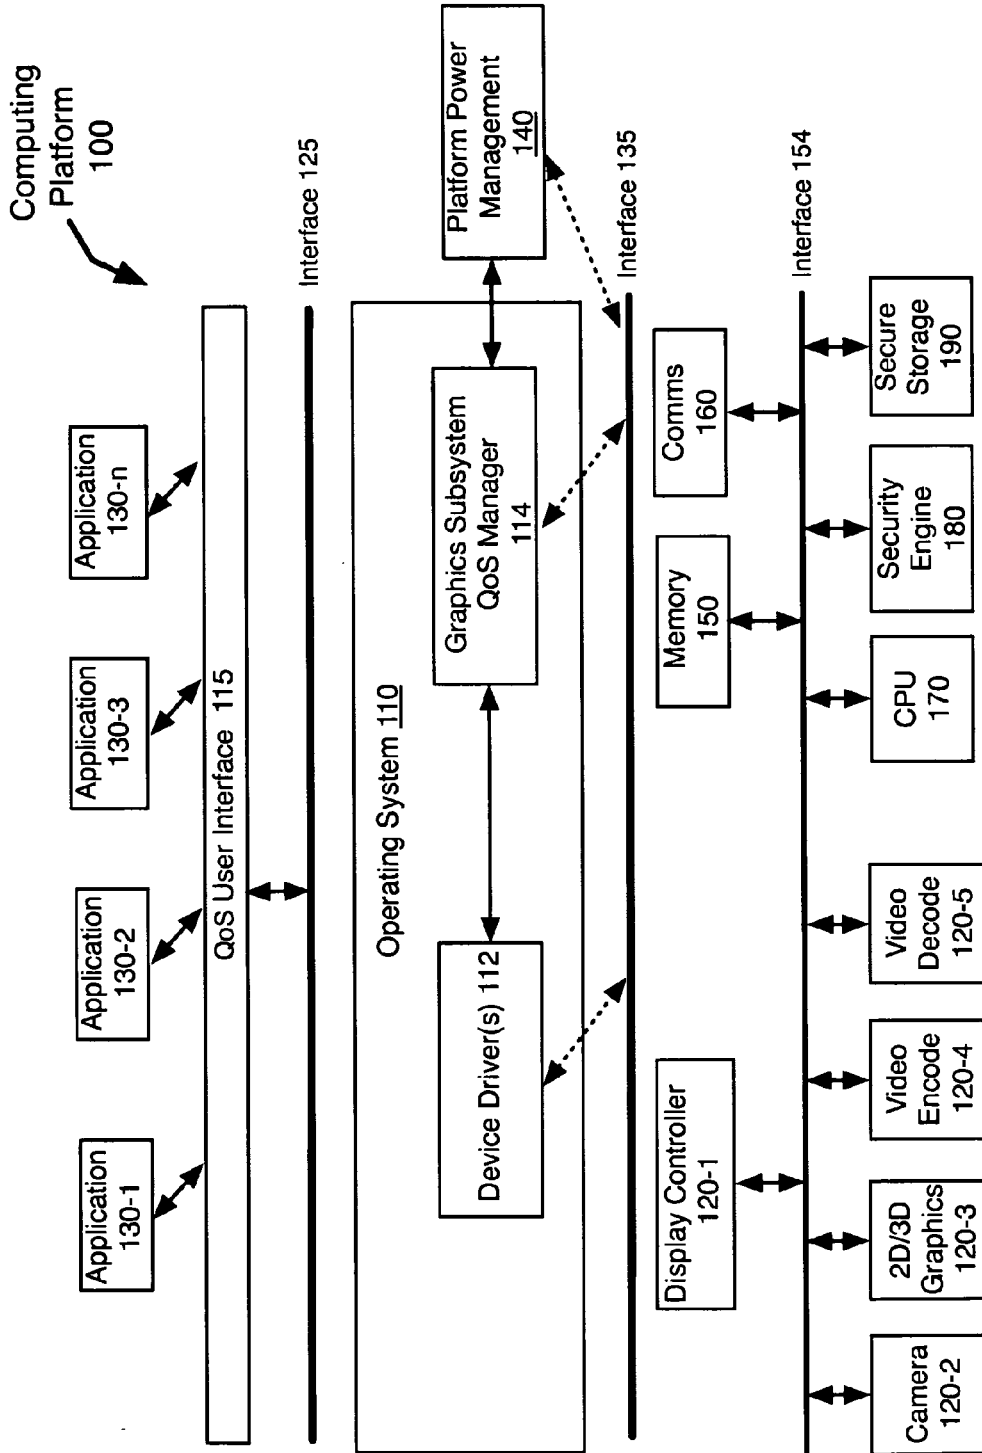 Computing
Platform
100
Application
130-1
Application
130-2
Application
130-3
Application
130-n
QoS User Interface 115
Interface 125
Operating System 110
Device Driver(s) 112
Graphics Subsystem
QoS Manager
114
Platform Power
Management
140
Interface 135
Display Controller
120-1
Memory
150
Comms
160
Interface 154
Camera
120-2
2D/3D
Graphics
120-3
Video
Encode
120-4
Video
Decode
120-5
CPU
170
Security
Engine
180
Secure
Storage
190